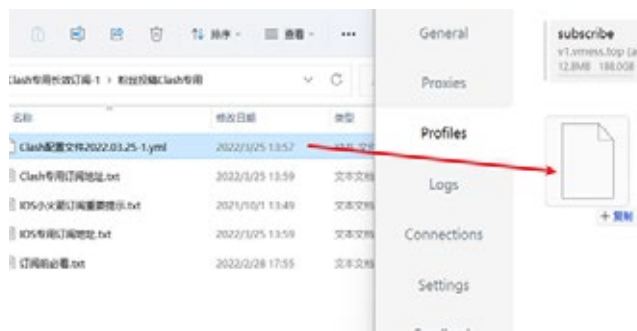 排序
查看
General
Clash专用长效订阅-1 › 粉丝投稿Clash专用
Proxies
名称
修改日期
类型
Clash配置文件2022.03.25-1.yml
2022/3/25 13:57
Clash专用订阅地址.txt
2022/3/25 13:59
文本文档
IOS小火箭订阅重要提示.txt
2021/10/1 13:49
文本文档
IOS专用订阅地址.txt
2022/3/25 13:59
文本文档
订阅前必看.txt
2022/2/28 17:55
文本文档
Profiles
Logs
Connections
Settings
subscribe
v1.vmess.top
12.8MB
188.0GB
+ 复制